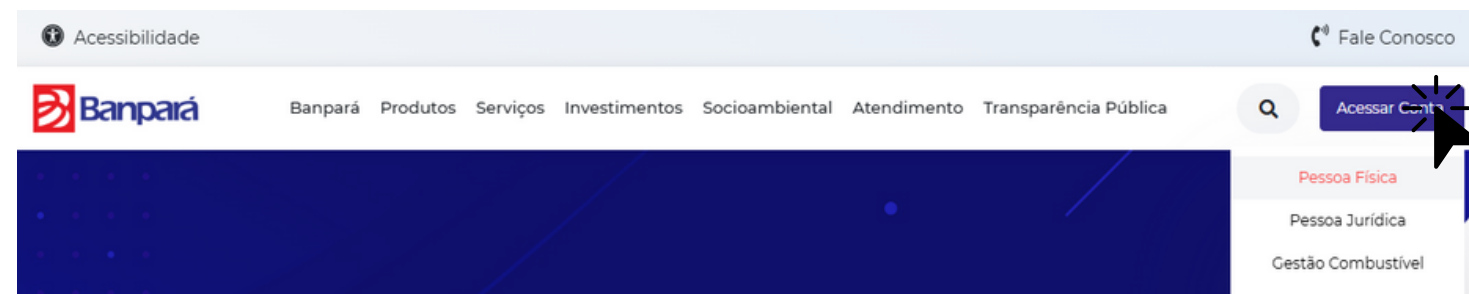 Acessibilidade
Fale Conosco
Banpará
Banpará Produtos Serviços Investimentos Socioambiental Atendimento Transparência Pública
Acessar Conta
Pessoa Física
Pessoa Jurídica
Gestão Combustível